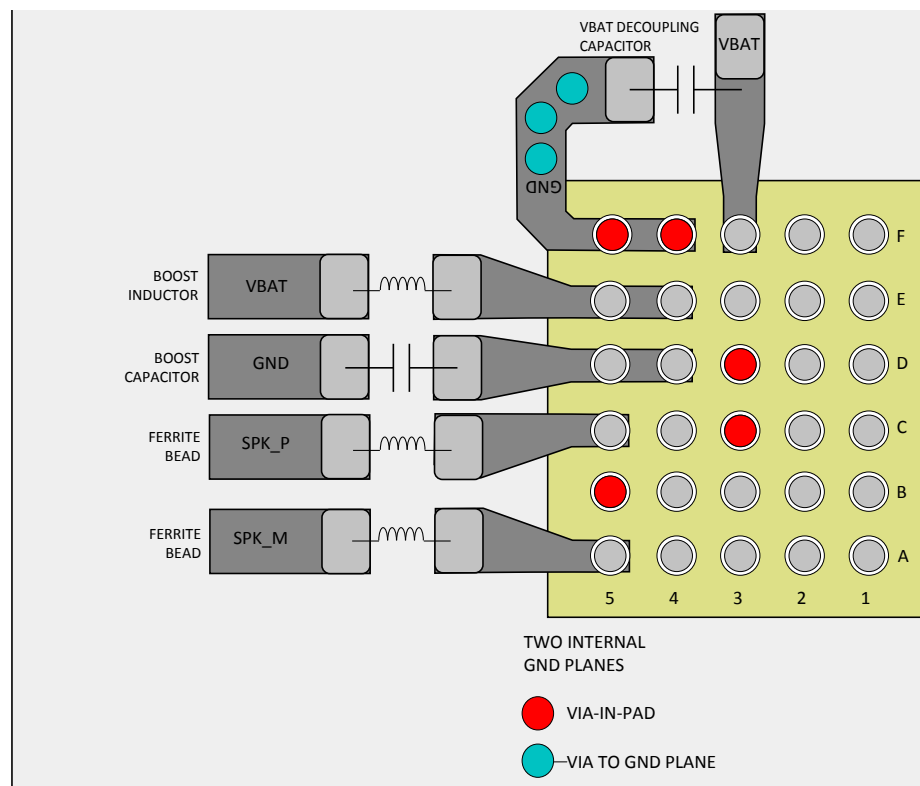 VBAT DECOUPLING
CAPACITOR
VBAT
GND
F
BOOST
INDUCTOR
VBAT
E
BOOST
CAPACITOR
GND
D
FERRITE
BEAD
SPK_P
C
B
FERRITE
BEAD
SPK_M
A
5 4 3 2 1
TWO INTERNAL
GND PLANES
VIA-IN-PAD
VIA TO GND PLANE